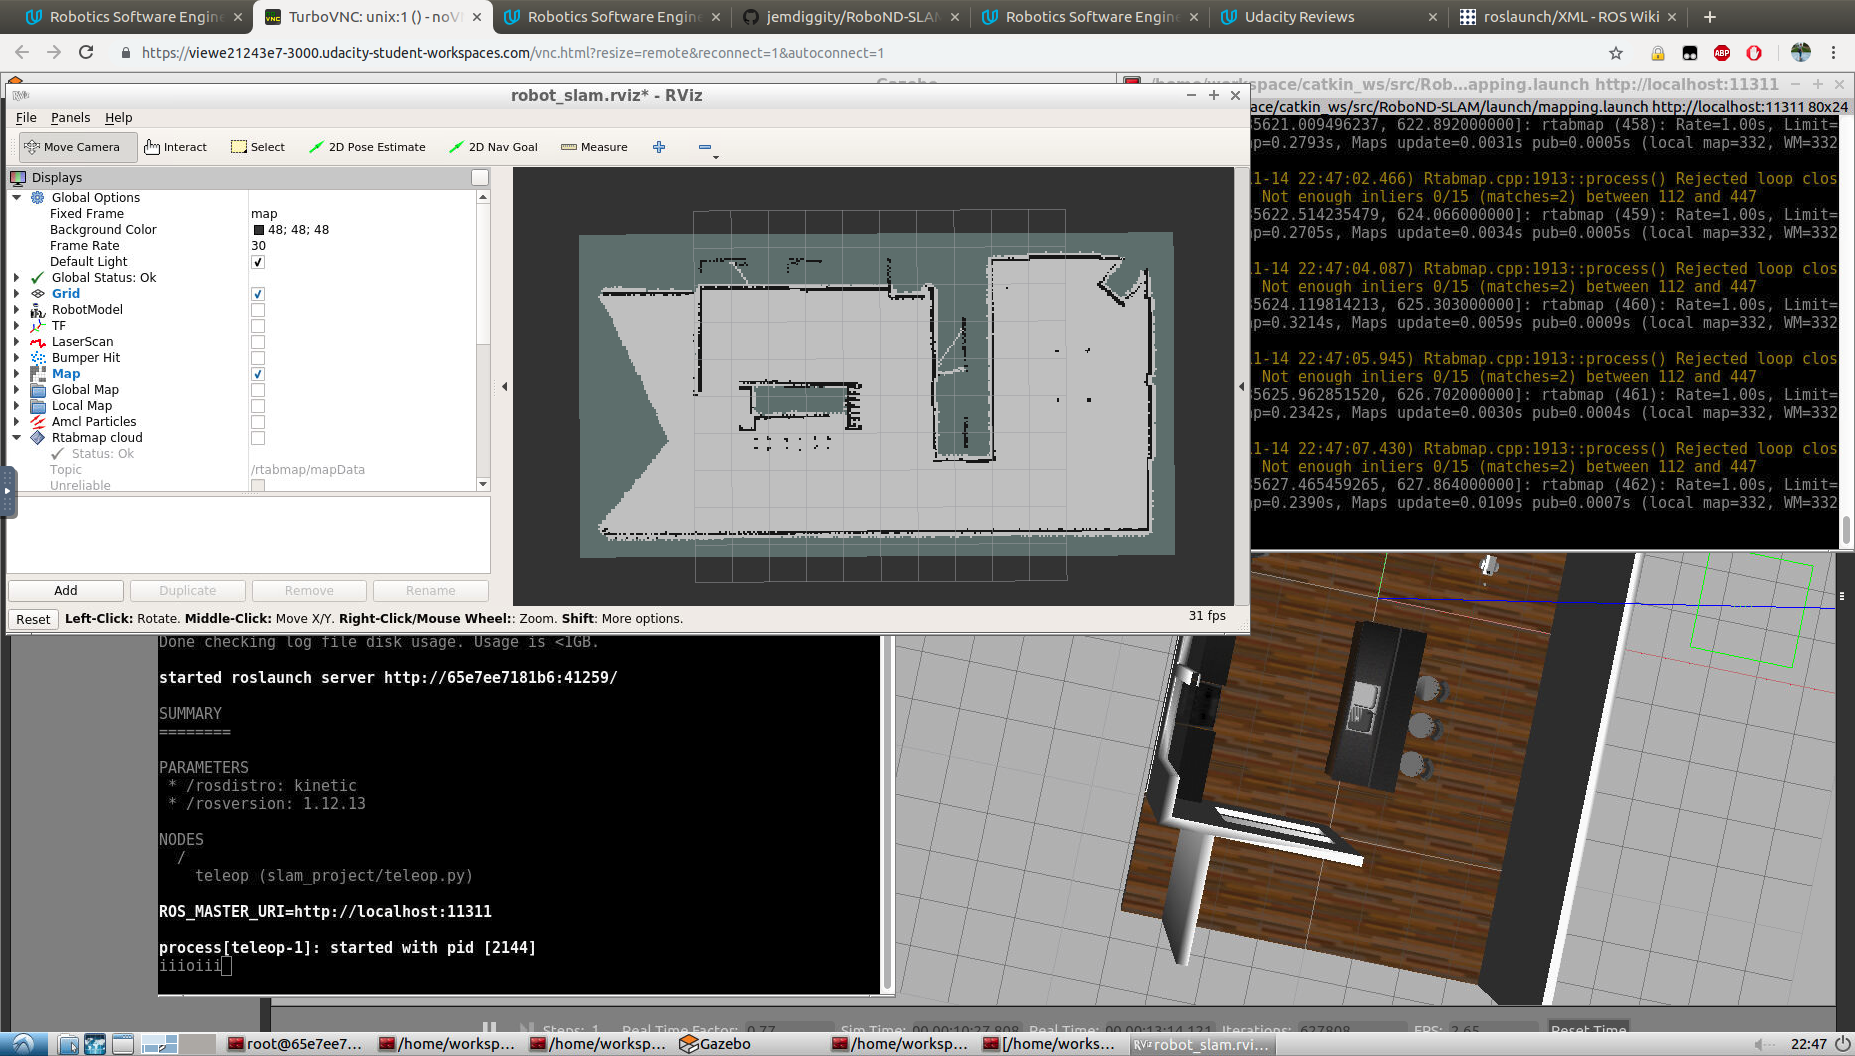 Robotics Software Engine
TurboVNC: unix:1 () - noV
Robotics Software Engine
jemdiggity/RoboND-SLA
Robotics Software Engine
Udacity Reviews
roslaunch/XML - ROS Wiki
https://viewe21243e7-3000.udacity-student-workspaces.com/vnc.html?resize=remote&reconnect=1&autoconnect=1
Gazebo
/home/workspace/catkin_ws/src/Rob...apping.launch http://localhost:11311
RViz
robot_slam.rviz* - RViz
ace/catkin_ws/src/RoboND-SLAM/launch/mapping.launch http://localhost:11311 80x24
File Panels Help
Move Camera
Interact
Select
2D Pose Estimate
2D Nav Goal
Measure
Displays
Global Options
Fixed Frame map
Background Color 48; 48; 48
Frame Rate 30
Default Light
Global Status: Ok
Grid
RobotModel
TF
LaserScan
Bumper Hit
Map
Global Map
Local Map
Amcl Particles
Rtabmap cloud
Status: Ok
Topic /rtabmap/mapData
Unreliable
Add
Duplicate
Remove
Rename
Reset
Left-Click: Rotate. Middle-Click: Move X/Y. Right-Click/Mouse Wheel:: Zoom. Shift: More options.
31 fps
35621.009496237, 622.892000000]: rtabmap (458): Rate=1.00s, Limit=
p=0.2793s, Maps update=0.0031s pub=0.0005s (local map=332, WM=332
1-14 22:47:02.466) Rtabmap.cpp:1913::process() Rejected loop clos
Not enough inliers 0/15 (matches=2) between 112 and 447
35622.514235479, 624.066000000]: rtabmap (459): Rate=1.00s, Limit=
p=0.2705s, Maps update=0.0034s pub=0.0005s (local map=332, WM=332
1-14 22:47:04.087) Rtabmap.cpp:1913::process() Rejected loop clos
Not enough inliers 0/15 (matches=2) between 112 and 447
35624.119814213, 625.303000000]: rtabmap (460): Rate=1.00s, Limit=
p=0.3214s, Maps update=0.0059s pub=0.0009s (local map=332, WM=332
1-14 22:47:05.945) Rtabmap.cpp:1913::process() Rejected loop clos
Not enough inliers 0/15 (matches=2) between 112 and 447
35625.962851520, 626.702000000]: rtabmap (461): Rate=1.00s, Limit=
p=0.2342s, Maps update=0.0030s pub=0.0004s (local map=332, WM=332
1-14 22:47:07.430) Rtabmap.cpp:1913::process() Rejected loop clos
Not enough inliers 0/15 (matches=2) between 112 and 447
35627.465459265, 627.864000000]: rtabmap (462): Rate=1.00s, Limit=
p=0.2390s, Maps update=0.0109s pub=0.0007s (local map=332, WM=332
Done checking log file disk usage. Usage is <1GB.
started roslaunch server http://65e7ee7181b6:41259/
SUMMARY
========
PARAMETERS
* /rosdistro: kinetic
* /rosversion: 1.12.13
NODES
/
teleop (slam_project/teleop.py)
ROS_MASTER_URI=http://localhost:11311
process[teleop-1]: started with pid [2144]
iiioiii
Steps: 1 Real Time Factor: 0.77 Sim Time: 00 00:10:27.808 Real Time: 00 00:13:14.121 Iterations: 627808 FPS: 2.65 Reset Time
root@65e7ee7...
/home/worksp...
/home/worksp...
Gazebo
/home/worksp...
[/home/works...
robot_slam.rvi...
22:47